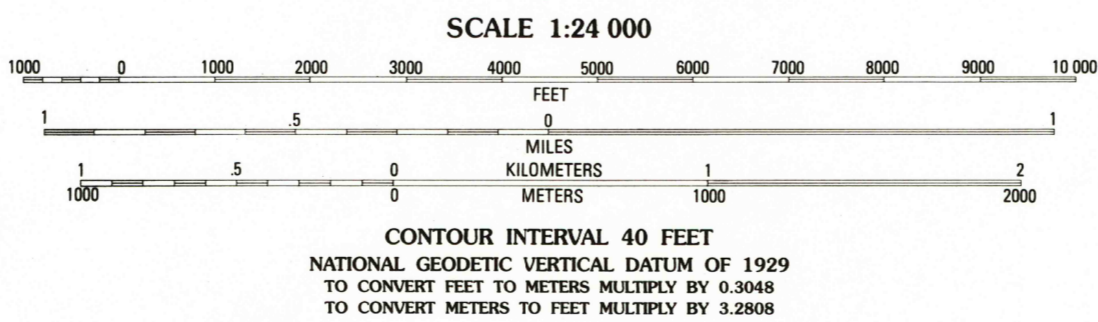 SCALE 1:24 000
1000 0 1000 2000 3000 4000 5000 6000 7000 8000 9000 10 000
FEET
1 .5 0 1
MILES
1 .5 0 KILOMETERS 1 2
1000 0 METERS 1000 2000
CONTOUR INTERVAL 40 FEET
NATIONAL GEODETIC VERTICAL DATUM OF 1929
TO CONVERT FEET TO METERS MULTIPLY BY 0.3048
TO CONVERT METERS TO FEET MULTIPLY BY 3.2808